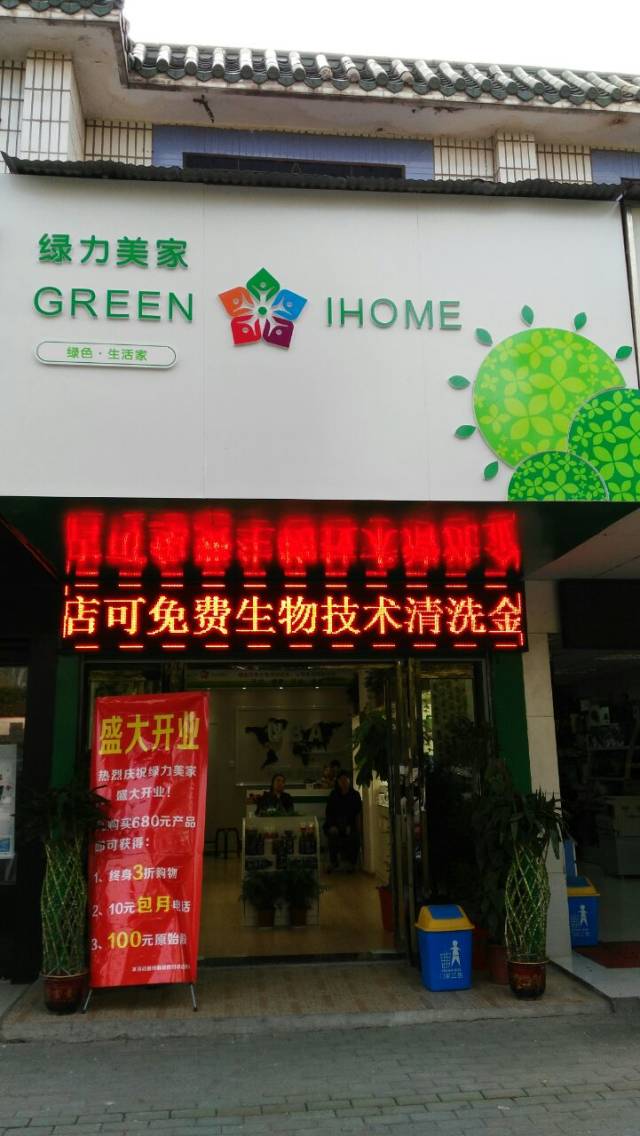 绿力美家
GREEN IHOME
绿色·生活家
店可免费生物技术清洗金
盛大开业
热烈庆祝绿力美家
盛大开业！
购买680元产品
即可获得：
1、终身3折购物
2、10元包月电话
3、100元原始